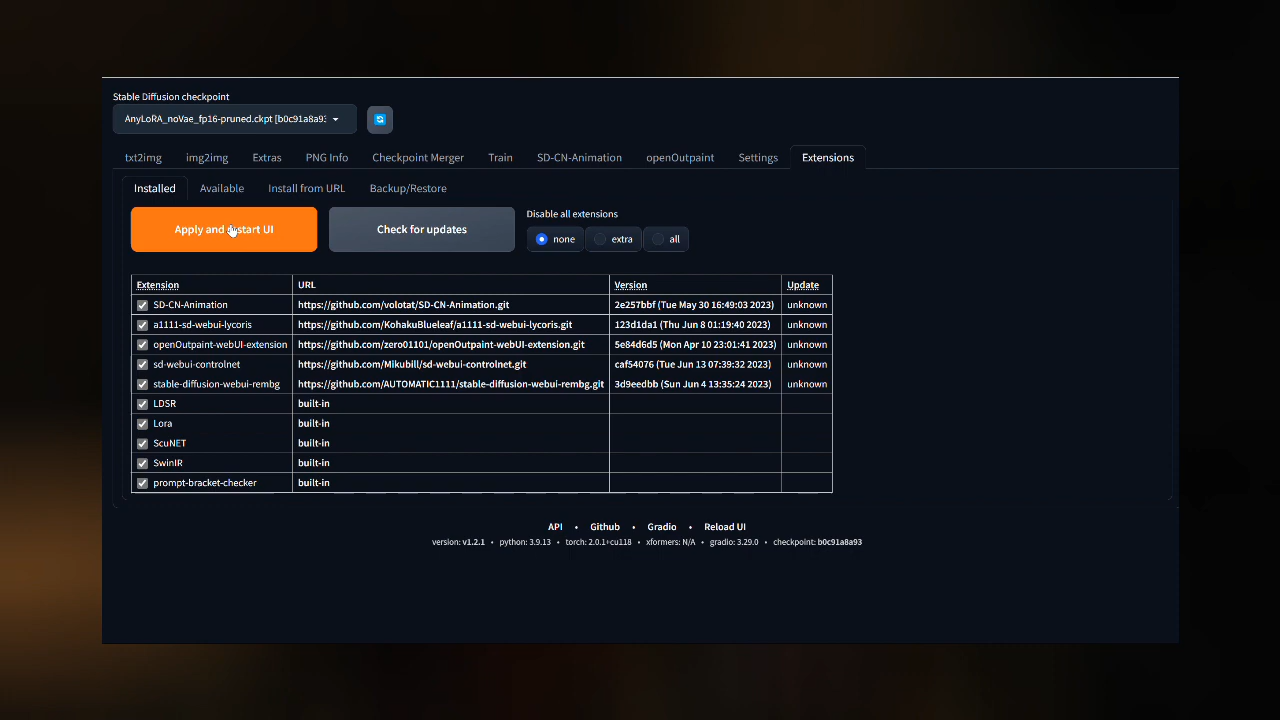 Stable Diffusion checkpoint
AnyLoRA_noVae_fp16-pruned.ckpt [b0c91a8a93
txt2img img2img Extras PNG Info Checkpoint Merger Train SD-CN-Animation openOutpaint Settings Extensions
Installed Available Install from URL Backup/Restore
Apply and restart UI Check for updates
Disable all extensions
none extra all
Extension URL Version Update
SD-CN-Animation https://github.com/volotat/SD-CN-Animation.git 2e257bbf (Tue May 30 16:49:03 2023) unknown
a1111-sd-webui-lycoris https://github.com/KohakuBlueleaf/a1111-sd-webui-lycoris.git 123d1da1 (Thu Jun 8 01:19:40 2023) unknown
openOutpaint-webUI-extension https://github.com/zero01101/openOutpaint-webUI-extension.git 5e84d6d5 (Mon Apr 10 23:01:41 2023) unknown
sd-webui-controlnet https://github.com/Mikubill/sd-webui-controlnet.git caf54076 (Tue Jun 13 07:39:32 2023) unknown
stable-diffusion-webui-rembg https://github.com/AUTOMATIC1111/stable-diffusion-webui-rembg.git 3d9eedbb (Sun Jun 4 13:35:24 2023) unknown
LDSR built-in
Lora built-in
ScuNET built-in
SwinIR built-in
prompt-bracket-checker built-in
API • Github • Gradio • Reload UI
version: v1.2.1 • python: 3.9.13 • torch: 2.0.1+cu118 • xformers: N/A • gradio: 3.29.0 • checkpoint: b0c91a8a93